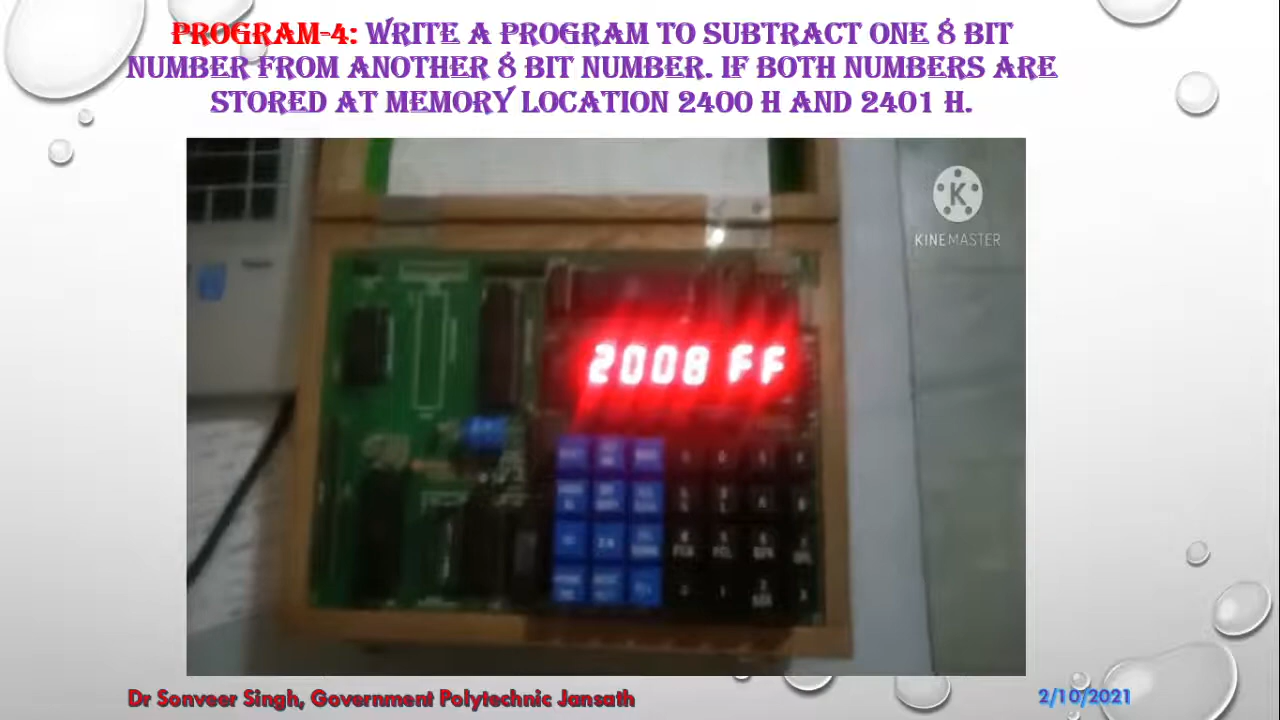 PROGRAM-4: WRITE A PROGRAM TO SUBTRACT ONE 8 BIT
NUMBER FROM ANOTHER 8 BIT NUMBER. IF BOTH NUMBERS ARE
STORED AT MEMORY LOCATION 2400 H AND 2401 H.
KINEMASTER
2008 FF
Dr Sonveer Singh, Government Polytechnic Jansath
2/10/2021